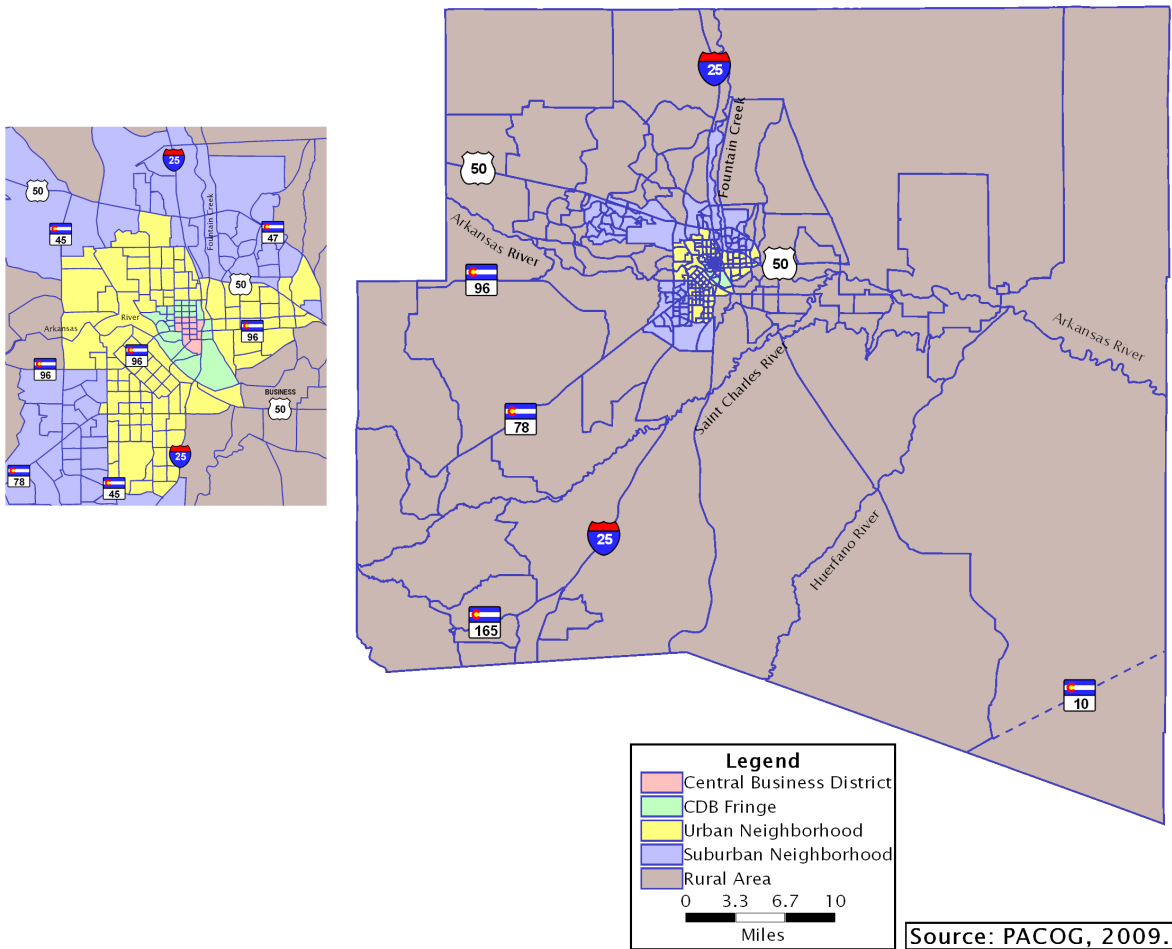 25
50
Fountain Creek
45
47
50
Arkansas
River
96
96
96
BUSINESS
50
78
45
25
25
Fountain Creek
50
Arkansas River
96
50
Arkansas River
Saint Charles River
78
25
Huerfano River
165
10
Legend
Central Business District
CDB Fringe
Urban Neighborhood
Suburban Neighborhood
Rural Area
0 3.3 6.7 10
Miles
Source: PACOG, 2009.